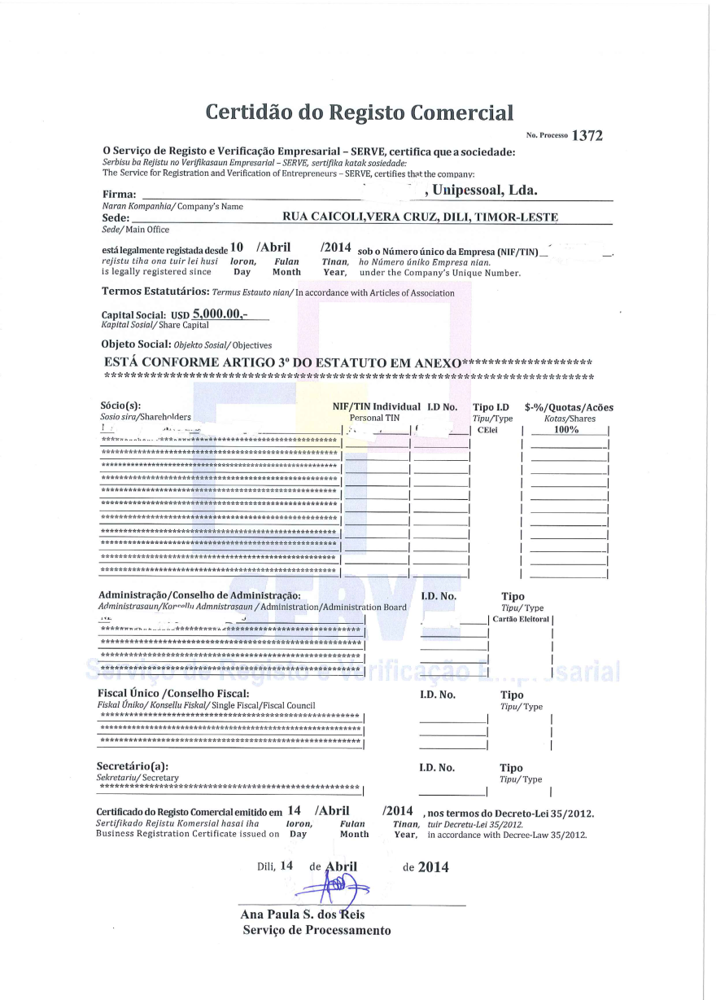 Certidão do Registo Comercial
No. Processo 1372
O Serviço de Registo e Verificação Empresarial – SERVE, certifica que a sociedade:
Serbisu ba Rejistu no Verifikasaun Empresarial – SERVE, sertifika katak sosiedade:
The Service for Registration and Verification of Entrepreneurs – SERVE, certifies that the company:
Firma: , Unipessoal, Lda.
Naran Kompanhia/ Company's Name
Sede: RUA CAICOLI,VERA CRUZ, DILI, TIMOR-LESTE
Sede/ Main Office
está legalmente registada desde 10 /Abril /2014 sob o Número único da Empresa (NIF/TIN)
rejistu tiha ona tuir lei husi loron, Fulan Tinan, ho Número úniko Empresa nian.
is legally registered since Day Month Year, under the Company's Unique Number.
Termos Estatutários: Termus Estauto nian/ In accordance with Articles of Association
Capital Social: USD 5,000.00,-
Kapital Sosial/ Share Capital
Objeto Social: Objekto Sosial/ Objectives
ESTÁ CONFORME ARTIGO 3º DO ESTATUTO EM ANEXO********************
***************************************************************************
Sócio(s): NIF/TIN Individual I.D No. Tipo I.D $-%/Quotas/Acões
Sosio sira/Shareholders Personal TIN Tipu/Type Kotas/Shares
CElei 100%
SERVE
Administração/Conselho de Administração: I.D. No. Tipo
Administrasaun/Konsellu Admnistrasaun / Administration/Administration Board Tipu/ Type
Cartão Eleitoral
Serviço de Registo e Verificação Empresarial
Fiscal Único /Conselho Fiscal: I.D. No. Tipo
Fiskal Úniko/ Konsellu Fiskal/ Single Fiscal/Fiscal Council Tipu/ Type
Secretário(a): I.D. No. Tipo
Sekretariu/ Secretary Tipu/ Type
Certificado do Registo Comercial emitido em 14 /Abril /2014 , nos termos do Decreto-Lei 35/2012.
Sertifikado Rejistu Komersial hasai iha loron, Fulan Tinan, tuir Decretu-Lei 35/2012.
Business Registration Certificate issued on Day Month Year, in accordance with Decree-Law 35/2012.
Dili, 14 de Abril de 2014
Ana Paula S. dos Reis
Serviço de Processamento